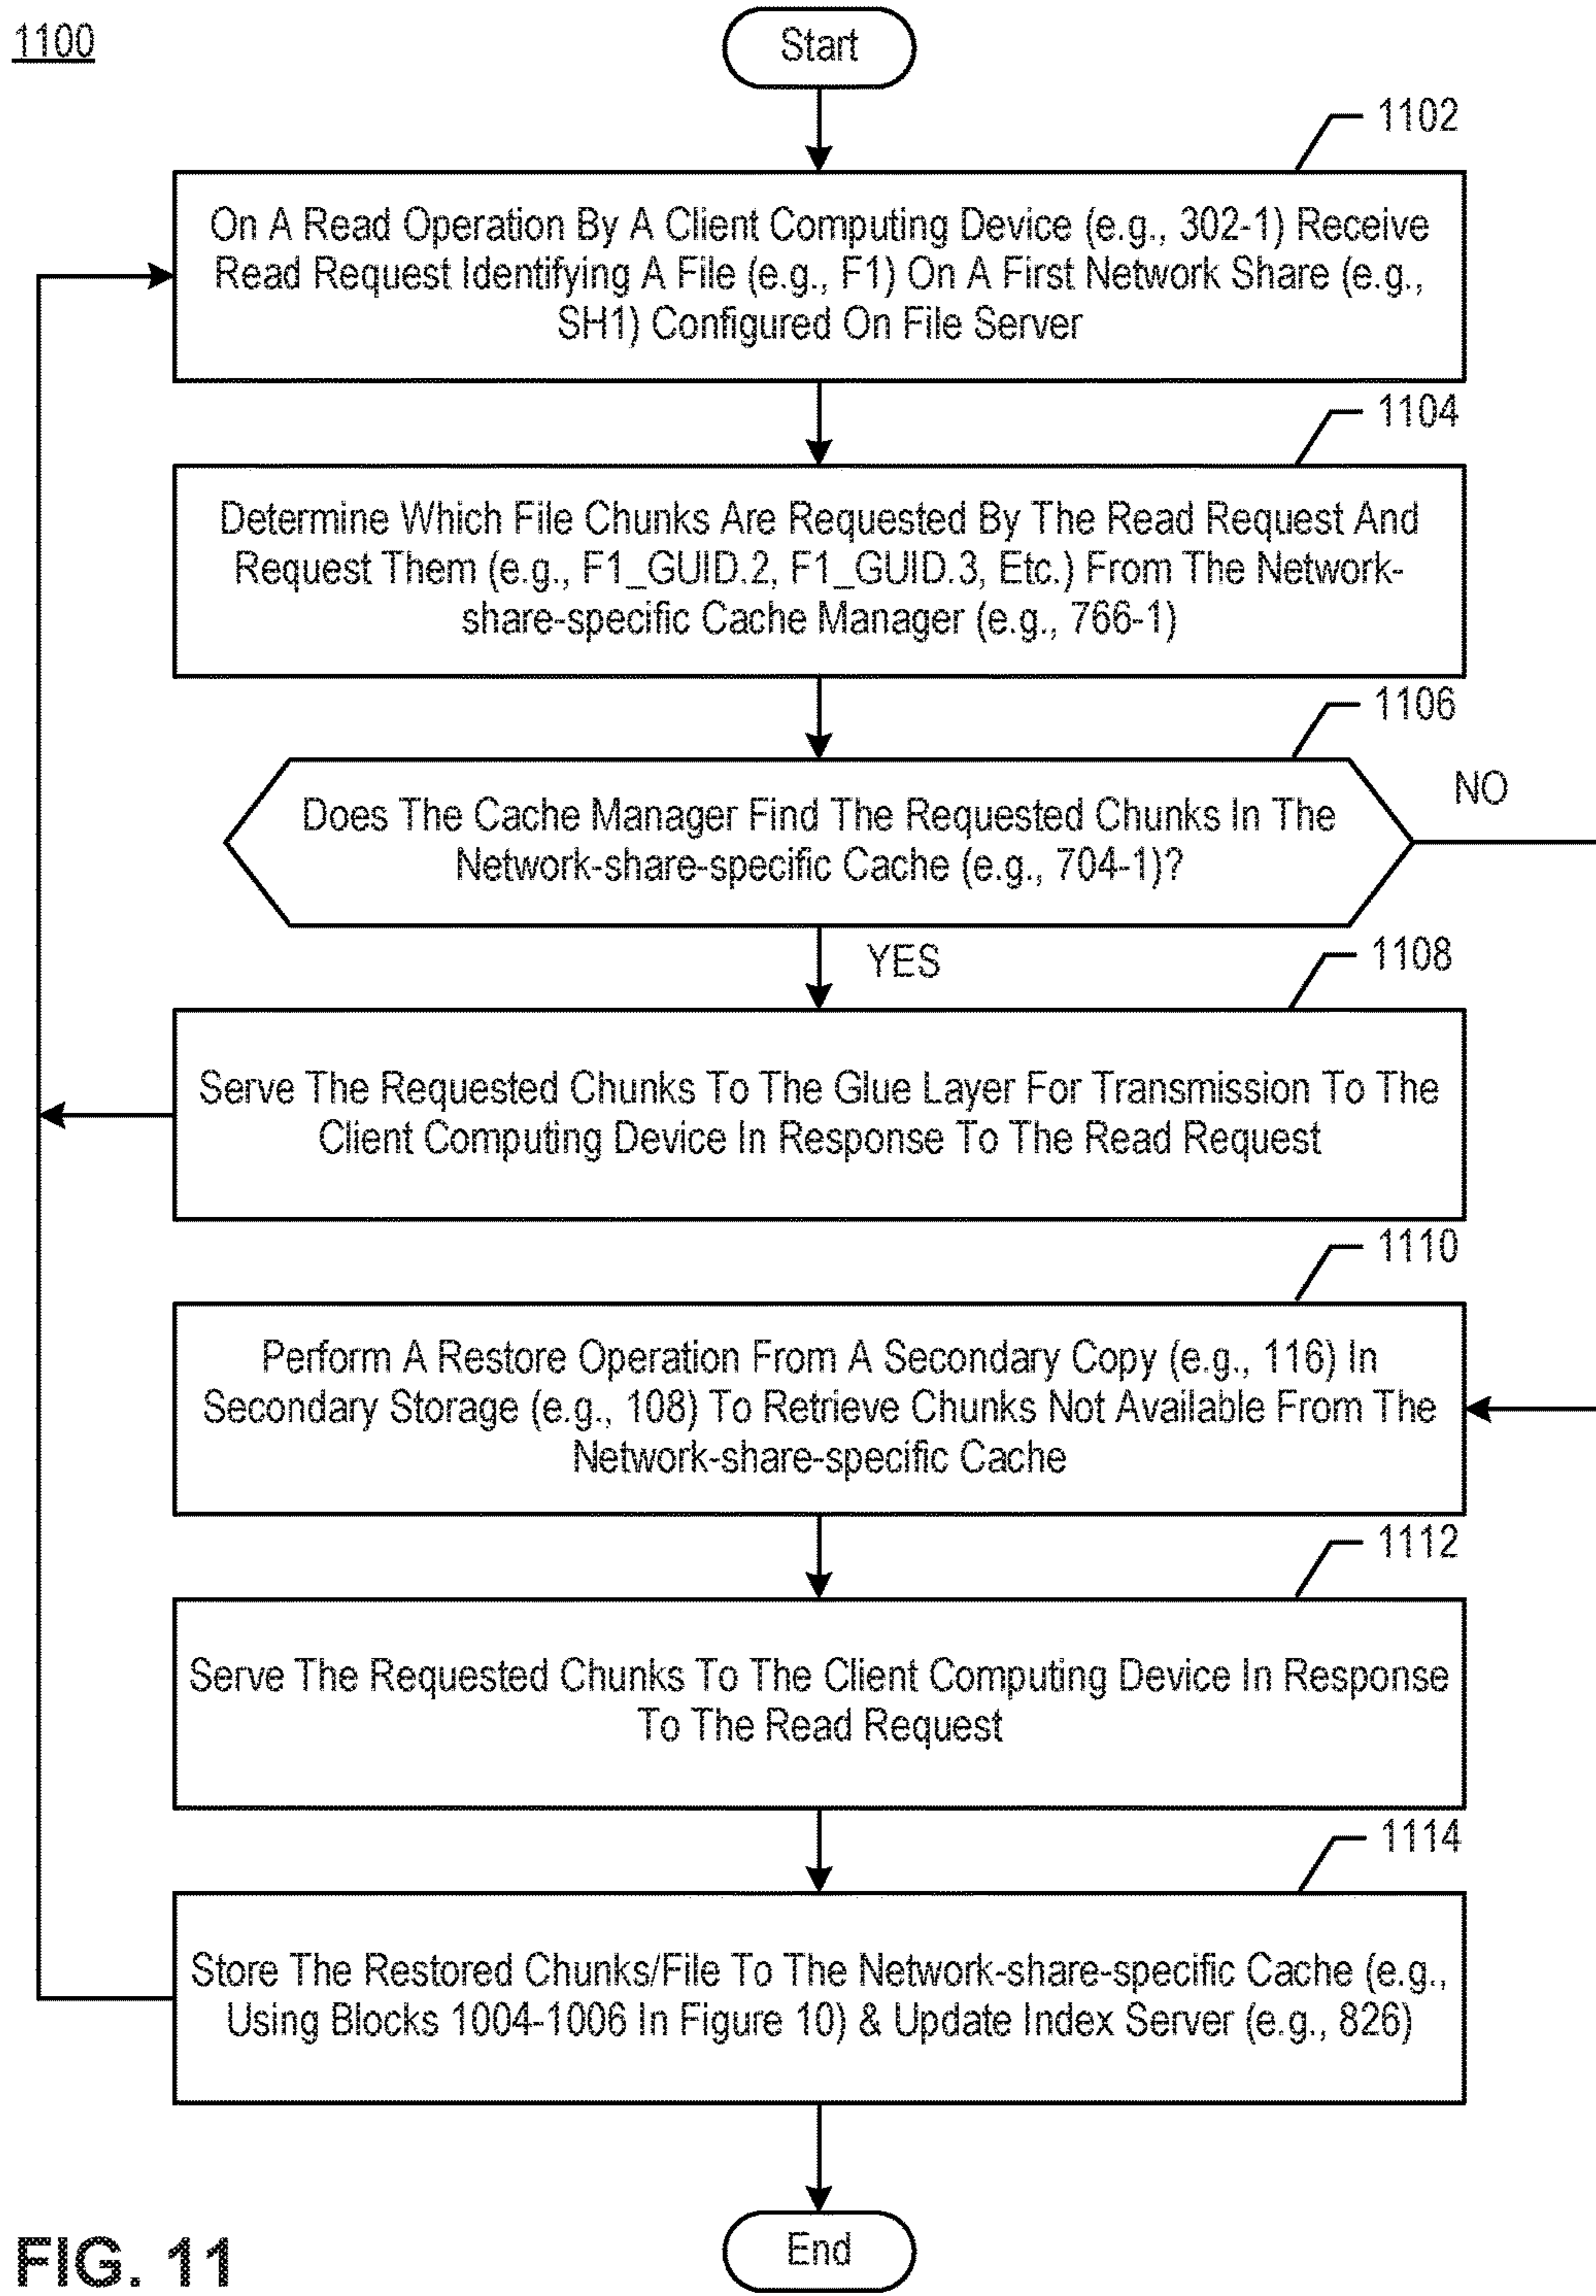 1100
Start
1102
On A Read Operation By A Client Computing Device (e.g., 302-1) Receive
Read Request Identifying A File (e.g., F1) On A First Network Share (e.g.,
SH1) Configured On File Server
1104
Determine Which File Chunks Are Requested By The Read Request And
Request Them (e.g., F1_GUID.2, F1_GUID.3, Etc.) From The Network-
share-specific Cache Manager (e.g., 766-1)
1106
Does The Cache Manager Find The Requested Chunks In The
Network-share-specific Cache (e.g., 704-1)?
NO
YES
1108
Serve The Requested Chunks To The Glue Layer For Transmission To The
Client Computing Device In Response To The Read Request
1110
Perform A Restore Operation From A Secondary Copy (e.g., 116) In
Secondary Storage (e.g., 108) To Retrieve Chunks Not Available From The
Network-share-specific Cache
1112
Serve The Requested Chunks To The Client Computing Device In Response
To The Read Request
1114
Store The Restored Chunks/File To The Network-share-specific Cache (e.g.,
Using Blocks 1004-1006 In Figure 10) & Update Index Server (e.g., 826)
End
FIG. 11